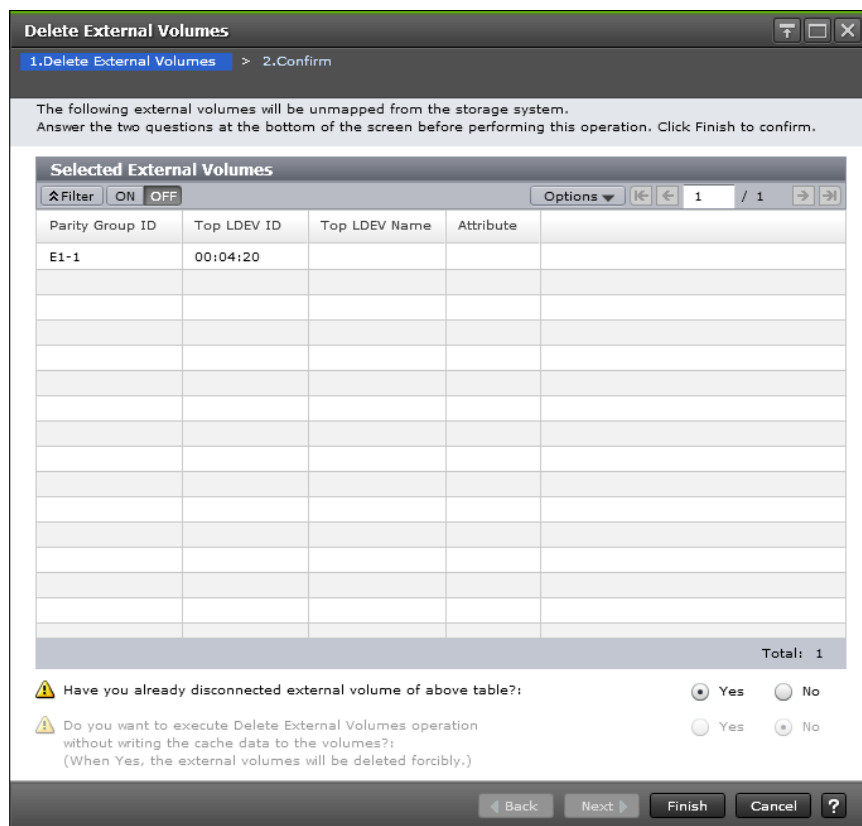 Delete External Volumes
1.Delete External Volumes > 2.Confirm
The following external volumes will be unmapped from the storage system.
Answer the two questions at the bottom of the screen before performing this operation. Click Finish to confirm.
Selected External Volumes
Filter ON OFF Options 1 / 1
Parity Group ID Top LDEV ID Top LDEV Name Attribute
E1-1 00:04:20
Total: 1
Have you already disconnected external volume of above table?: Yes No
Do you want to execute Delete External Volumes operation Yes No
without writing the cache data to the volumes?:
(When Yes, the external volumes will be deleted forcibly.)
Back Next Finish Cancel ?